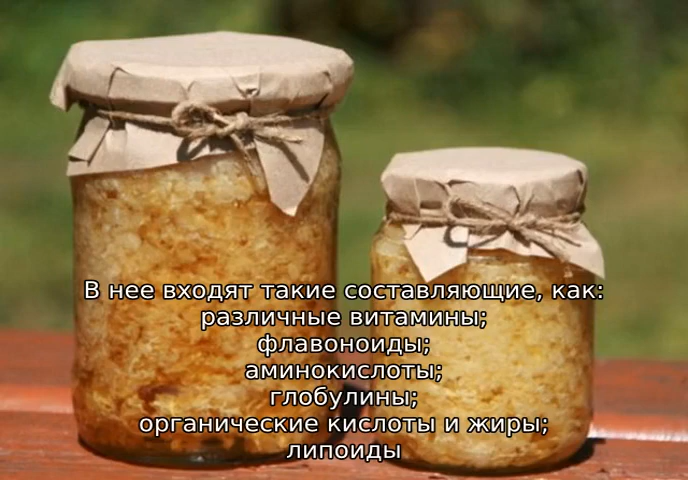 В нее входят такие составляющие, как:
различные витамины;
флавоноиды;
аминокислоты;
глобулины;
органические кислоты и жиры;
липоиды